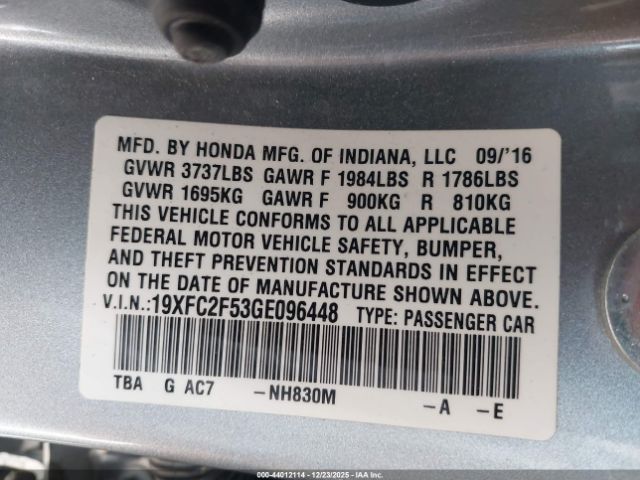 MFD. BY HONDA MFG. OF INDIANA, LLC 09/'16
GVWR 3737LBS GAWR F 1984LBS R 1786LBS
GVWR 1695KG GAWR F 900KG R 810KG
THIS VEHICLE CONFORMS TO ALL APPLICABLE
FEDERAL MOTOR VEHICLE SAFETY, BUMPER,
AND THEFT PREVENTION STANDARDS IN EFFECT
ON THE DATE OF MANUFACTURE SHOWN ABOVE.
V.I.N.:19XFC2F53GE096448 TYPE: PASSENGER CAR
TBA G AC7 -NH830M -A -E
000-44012114 - 12/23/2025 - IAAI.COM